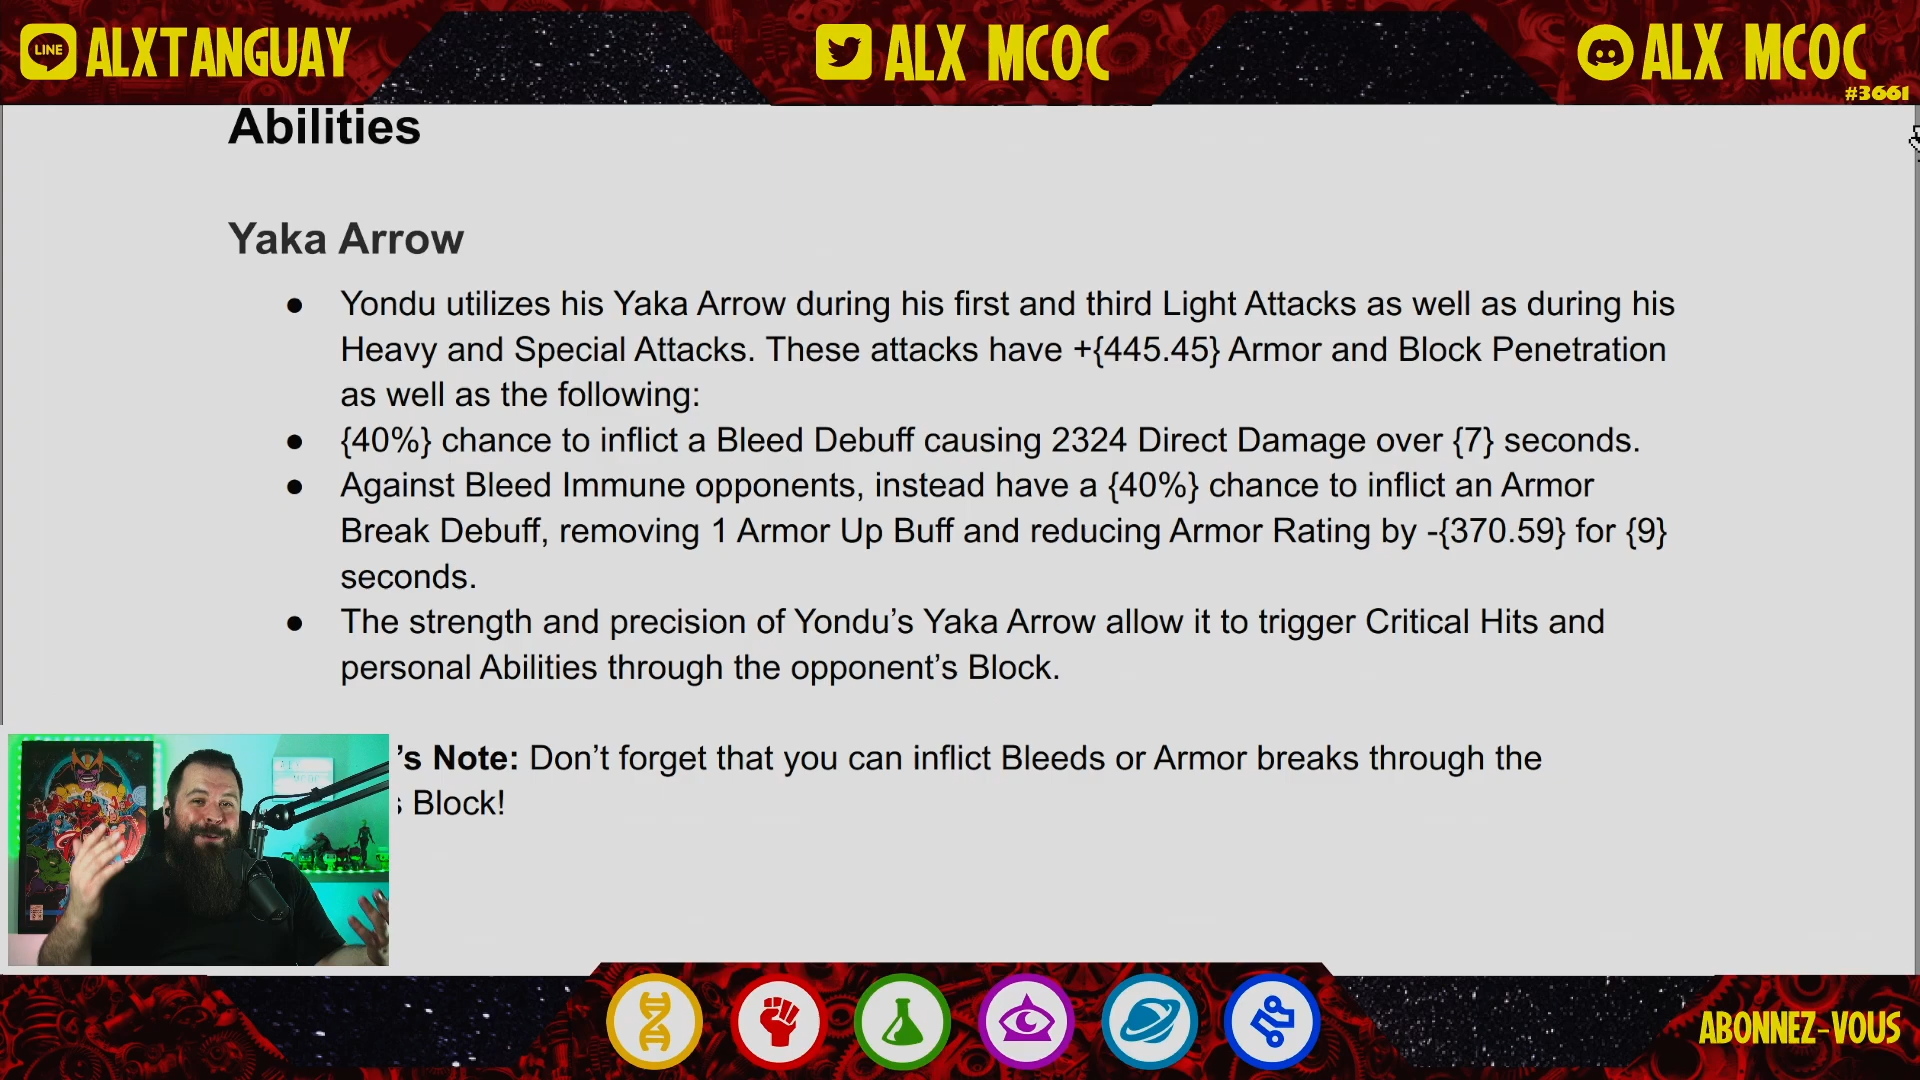 LINE ALXTANGUAY
ALX MCOC
ALX MCOC
#3661
Abilities
Yaka Arrow
● Yondu utilizes his Yaka Arrow during his first and third Light Attacks as well as during his
Heavy and Special Attacks. These attacks have +{445.45} Armor and Block Penetration
as well as the following:
● {40%} chance to inflict a Bleed Debuff causing 2324 Direct Damage over {7} seconds.
● Against Bleed Immune opponents, instead have a {40%} chance to inflict an Armor
Break Debuff, removing 1 Armor Up Buff and reducing Armor Rating by -{370.59} for {9}
seconds.
● The strength and precision of Yondu’s Yaka Arrow allow it to trigger Critical Hits and
personal Abilities through the opponent’s Block.
’s Note: Don’t forget that you can inflict Bleeds or Armor breaks through the
Block!
ABONNEZ-VOUS